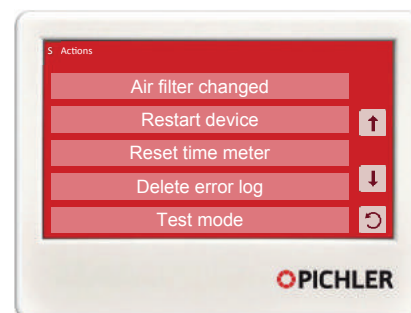 S Actions
Air filter changed
Restart device
Reset time meter
Delete error log
Test mode
PICHLER